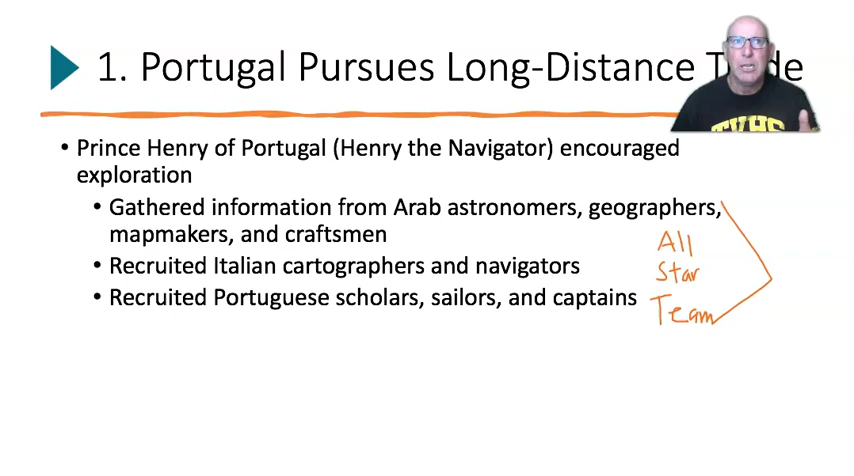 1. Portugal Pursues Long-Distance Trade
• Prince Henry of Portugal (Henry the Navigator) encouraged
exploration
• Gathered information from Arab astronomers, geographers,
mapmakers, and craftsmen
• Recruited Italian cartographers and navigators
• Recruited Portuguese scholars, sailors, and captains
All
Star
Team
TVHS